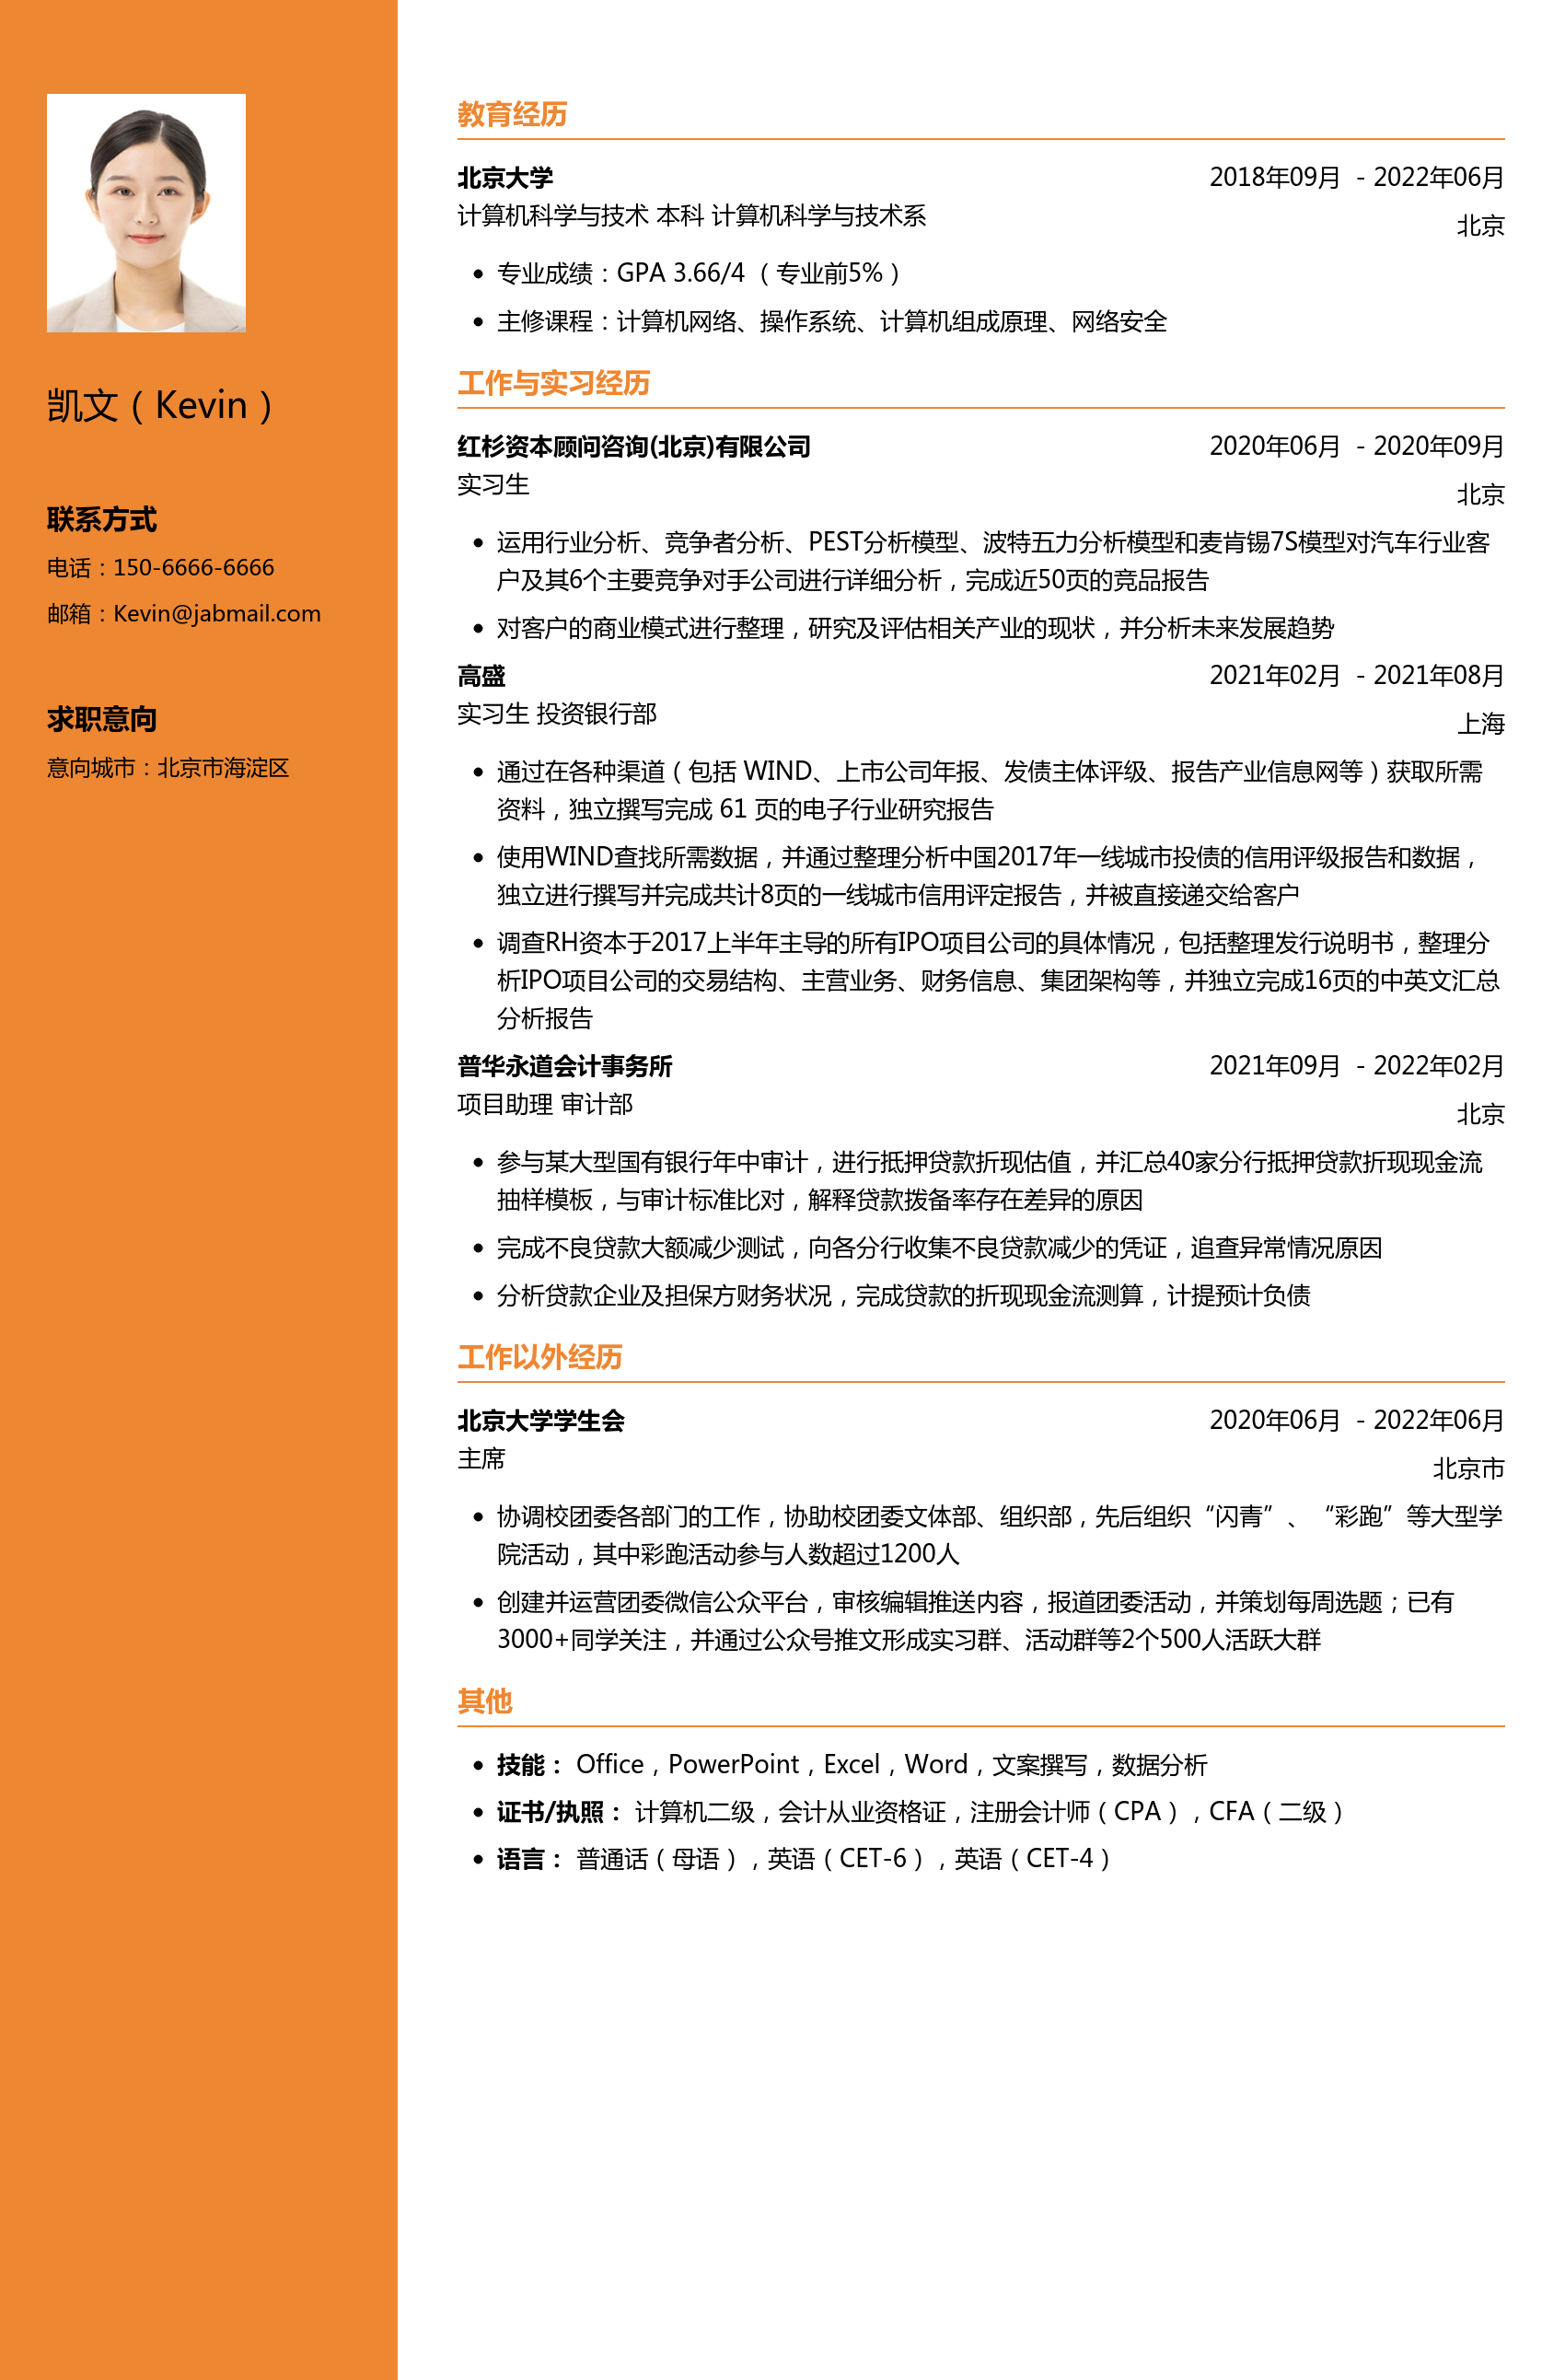 凯文（Kevin）
联系方式
电话：150-6666-6666
邮箱：Kevin@jabmail.com
求职意向
意向城市：北京市海淀区
教育经历
北京大学 2018年09月 - 2022年06月
计算机科学与技术 本科 计算机科学与技术系 北京
• 专业成绩：GPA 3.66/4 （专业前5%）
• 主修课程：计算机网络、操作系统、计算机组成原理、网络安全
工作与实习经历
红杉资本顾问咨询(北京)有限公司 2020年06月 - 2020年09月
实习生 北京
• 运用行业分析、竞争者分析、PEST分析模型、波特五力分析模型和麦肯锡7S模型对汽车行业客
户及其6个主要竞争对手公司进行详细分析，完成近50页的竞品报告
• 对客户的商业模式进行整理，研究及评估相关产业的现状，并分析未来发展趋势
高盛 2021年02月 - 2021年08月
实习生 投资银行部 上海
• 通过在各种渠道（包括 WIND、上市公司年报、发债主体评级、报告产业信息网等）获取所需
资料，独立撰写完成 61 页的电子行业研究报告
• 使用WIND查找所需数据，并通过整理分析中国2017年一线城市投债的信用评级报告和数据，
独立进行撰写并完成共计8页的一线城市信用评定报告，并被直接递交给客户
• 调查RH资本于2017上半年主导的所有IPO项目公司的具体情况，包括整理发行说明书，整理分
析IPO项目公司的交易结构、主营业务、财务信息、集团架构等，并独立完成16页的中英文汇总
分析报告
普华永道会计事务所 2021年09月 - 2022年02月
项目助理 审计部 北京
• 参与某大型国有银行年中审计，进行抵押贷款折现估值，并汇总40家分行抵押贷款折现现金流
抽样模板，与审计标准比对，解释贷款拨备率存在差异的原因
• 完成不良贷款大额减少测试，向各分行收集不良贷款减少的凭证，追查异常情况原因
• 分析贷款企业及担保方财务状况，完成贷款的折现现金流测算，计提预计负债
工作以外经历
北京大学学生会 2020年06月 - 2022年06月
主席 北京市
• 协调校团委各部门的工作，协助校团委文体部、组织部，先后组织“闪青”、“彩跑”等大型学
院活动，其中彩跑活动参与人数超过1200人
• 创建并运营团委微信公众平台，审核编辑推送内容，报道团委活动，并策划每周选题；已有
3000+同学关注，并通过公众号推文形成实习群、活动群等2个500人活跃大群
其他
• 技能： Office，PowerPoint，Excel，Word，文案撰写，数据分析
• 证书/执照： 计算机二级，会计从业资格证，注册会计师（CPA），CFA（二级）
• 语言： 普通话（母语），英语（CET-6），英语（CET-4）